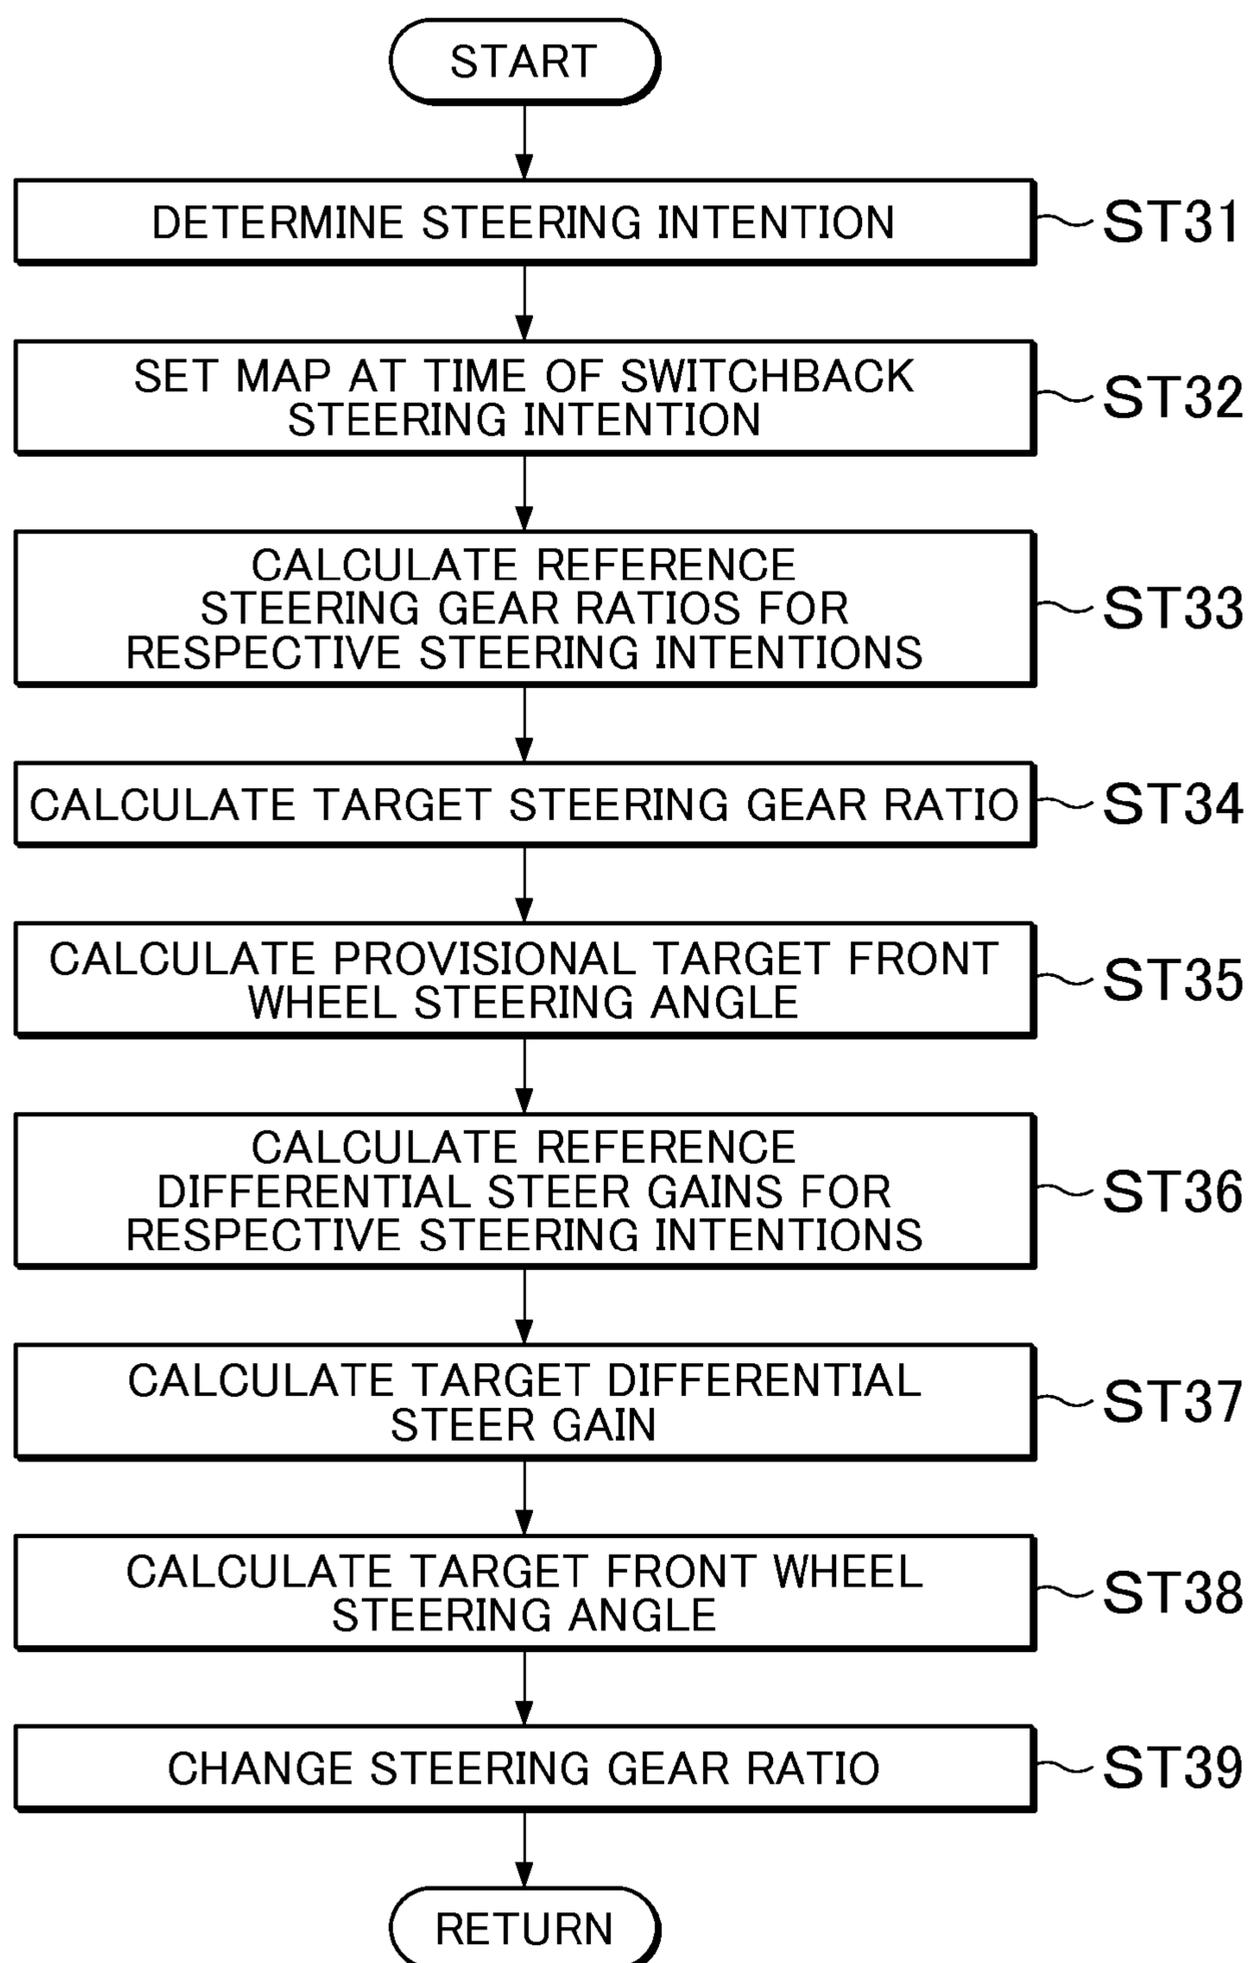 START
DETERMINE STEERING INTENTION
ST31
SET MAP AT TIME OF SWITCHBACK
STEERING INTENTION
ST32
CALCULATE REFERENCE
STEERING GEAR RATIOS FOR
RESPECTIVE STEERING INTENTIONS
ST33
CALCULATE TARGET STEERING GEAR RATIO
ST34
CALCULATE PROVISIONAL TARGET FRONT
WHEEL STEERING ANGLE
ST35
CALCULATE REFERENCE
DIFFERENTIAL STEER GAINS FOR
RESPECTIVE STEERING INTENTIONS
ST36
CALCULATE TARGET DIFFERENTIAL
STEER GAIN
ST37
CALCULATE TARGET FRONT WHEEL
STEERING ANGLE
ST38
CHANGE STEERING GEAR RATIO
ST39
RETURN